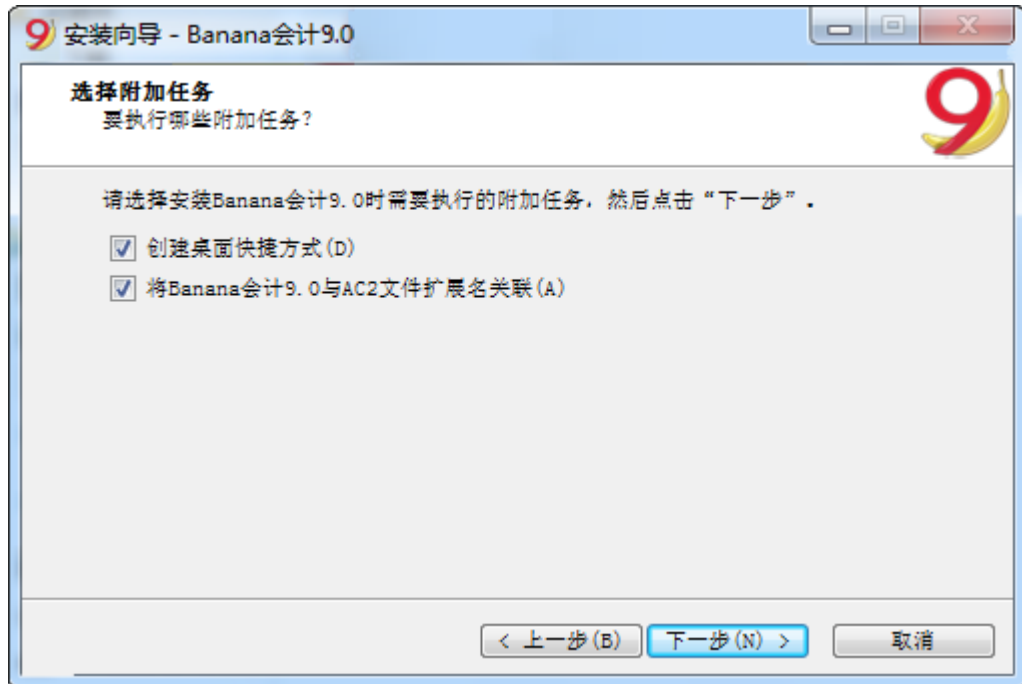 9 安装向导 - Banana会计9.0
选择附加任务
要执行哪些附加任务?
9
请选择安装Banana会计9.0时需要执行的附加任务，然后点击“下一步”.
创建桌面快捷方式(D)
将Banana会计9.0与AC2文件扩展名关联(A)
< 上一步(B) 下一步(N) > 取消